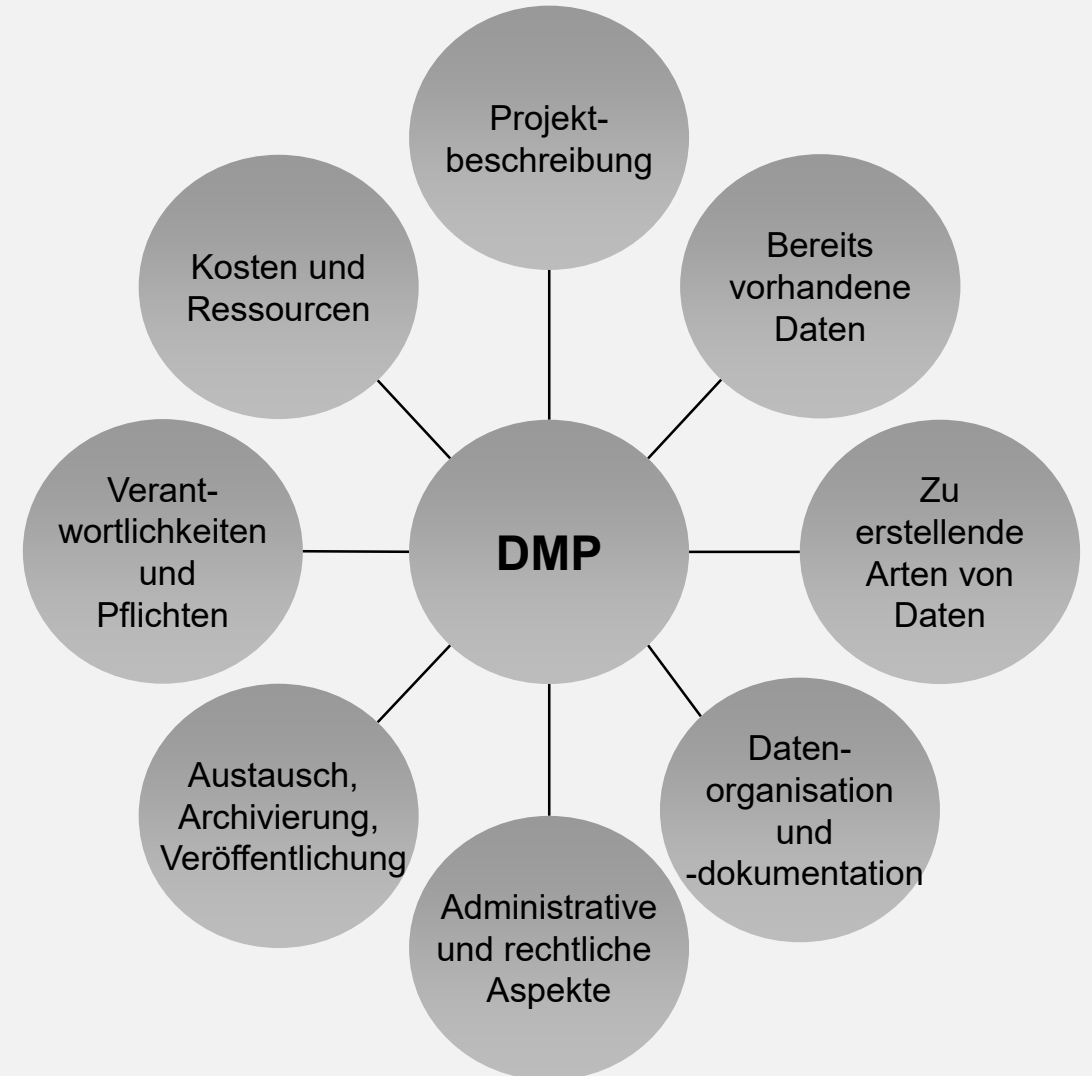 Projekt-
beschreibung
Bereits
vorhandene
Daten
Zu
erstellende
Arten von
Daten
Daten-
organisation
und
-dokumentation
Administrative
und rechtliche
Aspekte
Austausch,
Archivierung,
Veröffentlichung
Verant-
wortlichkeiten
und
Pflichten
Kosten und
Ressourcen
DMP